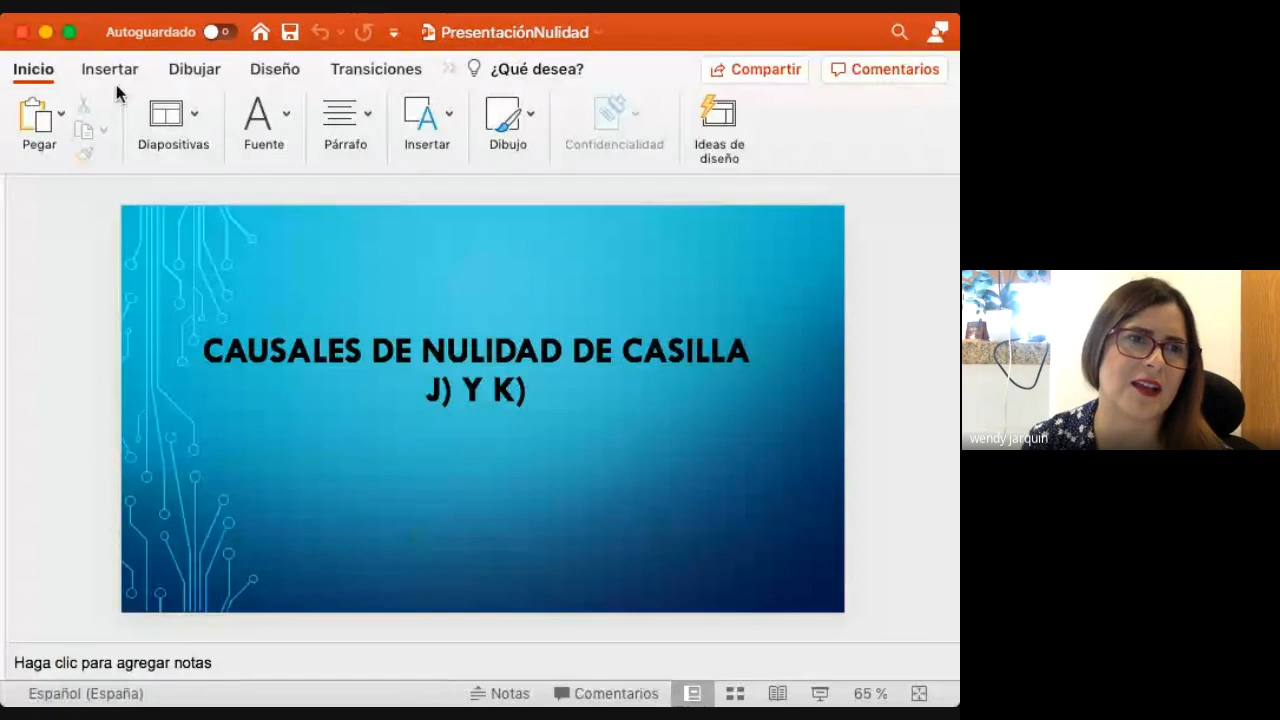 Autoguardado
PresentaciónNulidad
Inicio
Insertar
Dibujar
Diseño
Transiciones
¿Qué desea?
Compartir
Comentarios
Pegar
Diapositivas
Fuente
Párrafo
Insertar
Dibujo
Confidencialidad
Ideas de
diseño
CAUSALES DE NULIDAD DE CASILLA
J) Y K)
wendy jarquin
Haga clic para agregar notas
Español (España)
Notas
Comentarios
65 %